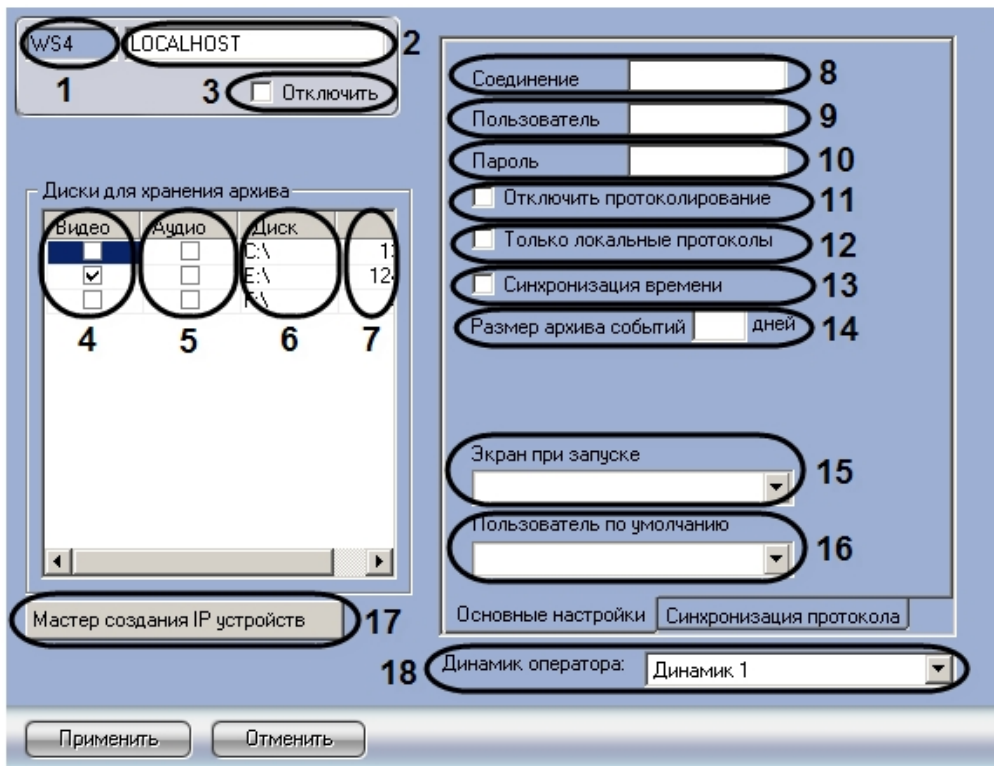 WS4 LOCALHOST 2
1 3 Отключить
Диски для хранения архива
Видео Аудио Диск
C:\ 1
E:\ 12
F:\
4 5 6 7
Мастер создания IP устройств 17
Соединение 8
Пользователь 9
Пароль 10
Отключить протоколирование 11
Только локальные протоколы 12
Синхронизация времени 13
Размер архива событий дней 14
Экран при запуске 15
Пользователь по умолчанию 16
Основные настройки Синхронизация протокола
18 Динамик оператора: Динамик 1
Применить Отменить